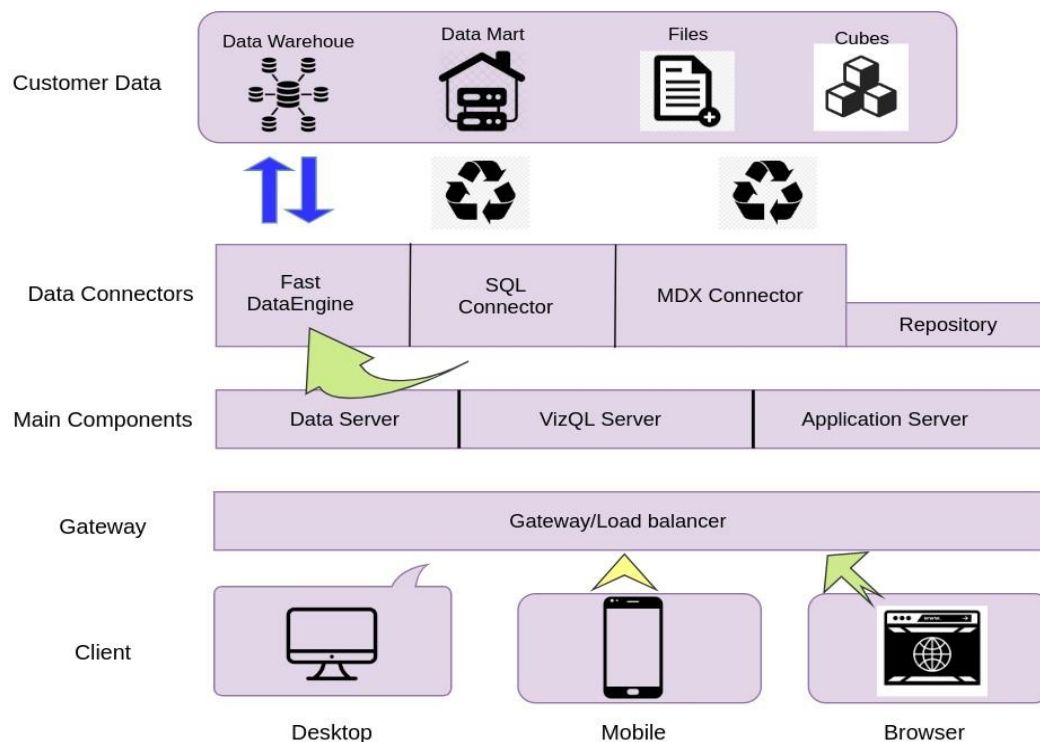 Data Warehoue
Data Mart
Files
Cubes
Customer Data
Data Connectors
Fast
DataEngine
SQL
Connector
MDX Connector
Repository
Main Components
Data Server
VizQL Server
Application Server
Gateway
Gateway/Load balancer
Client
www.
Desktop
Mobile
Browser